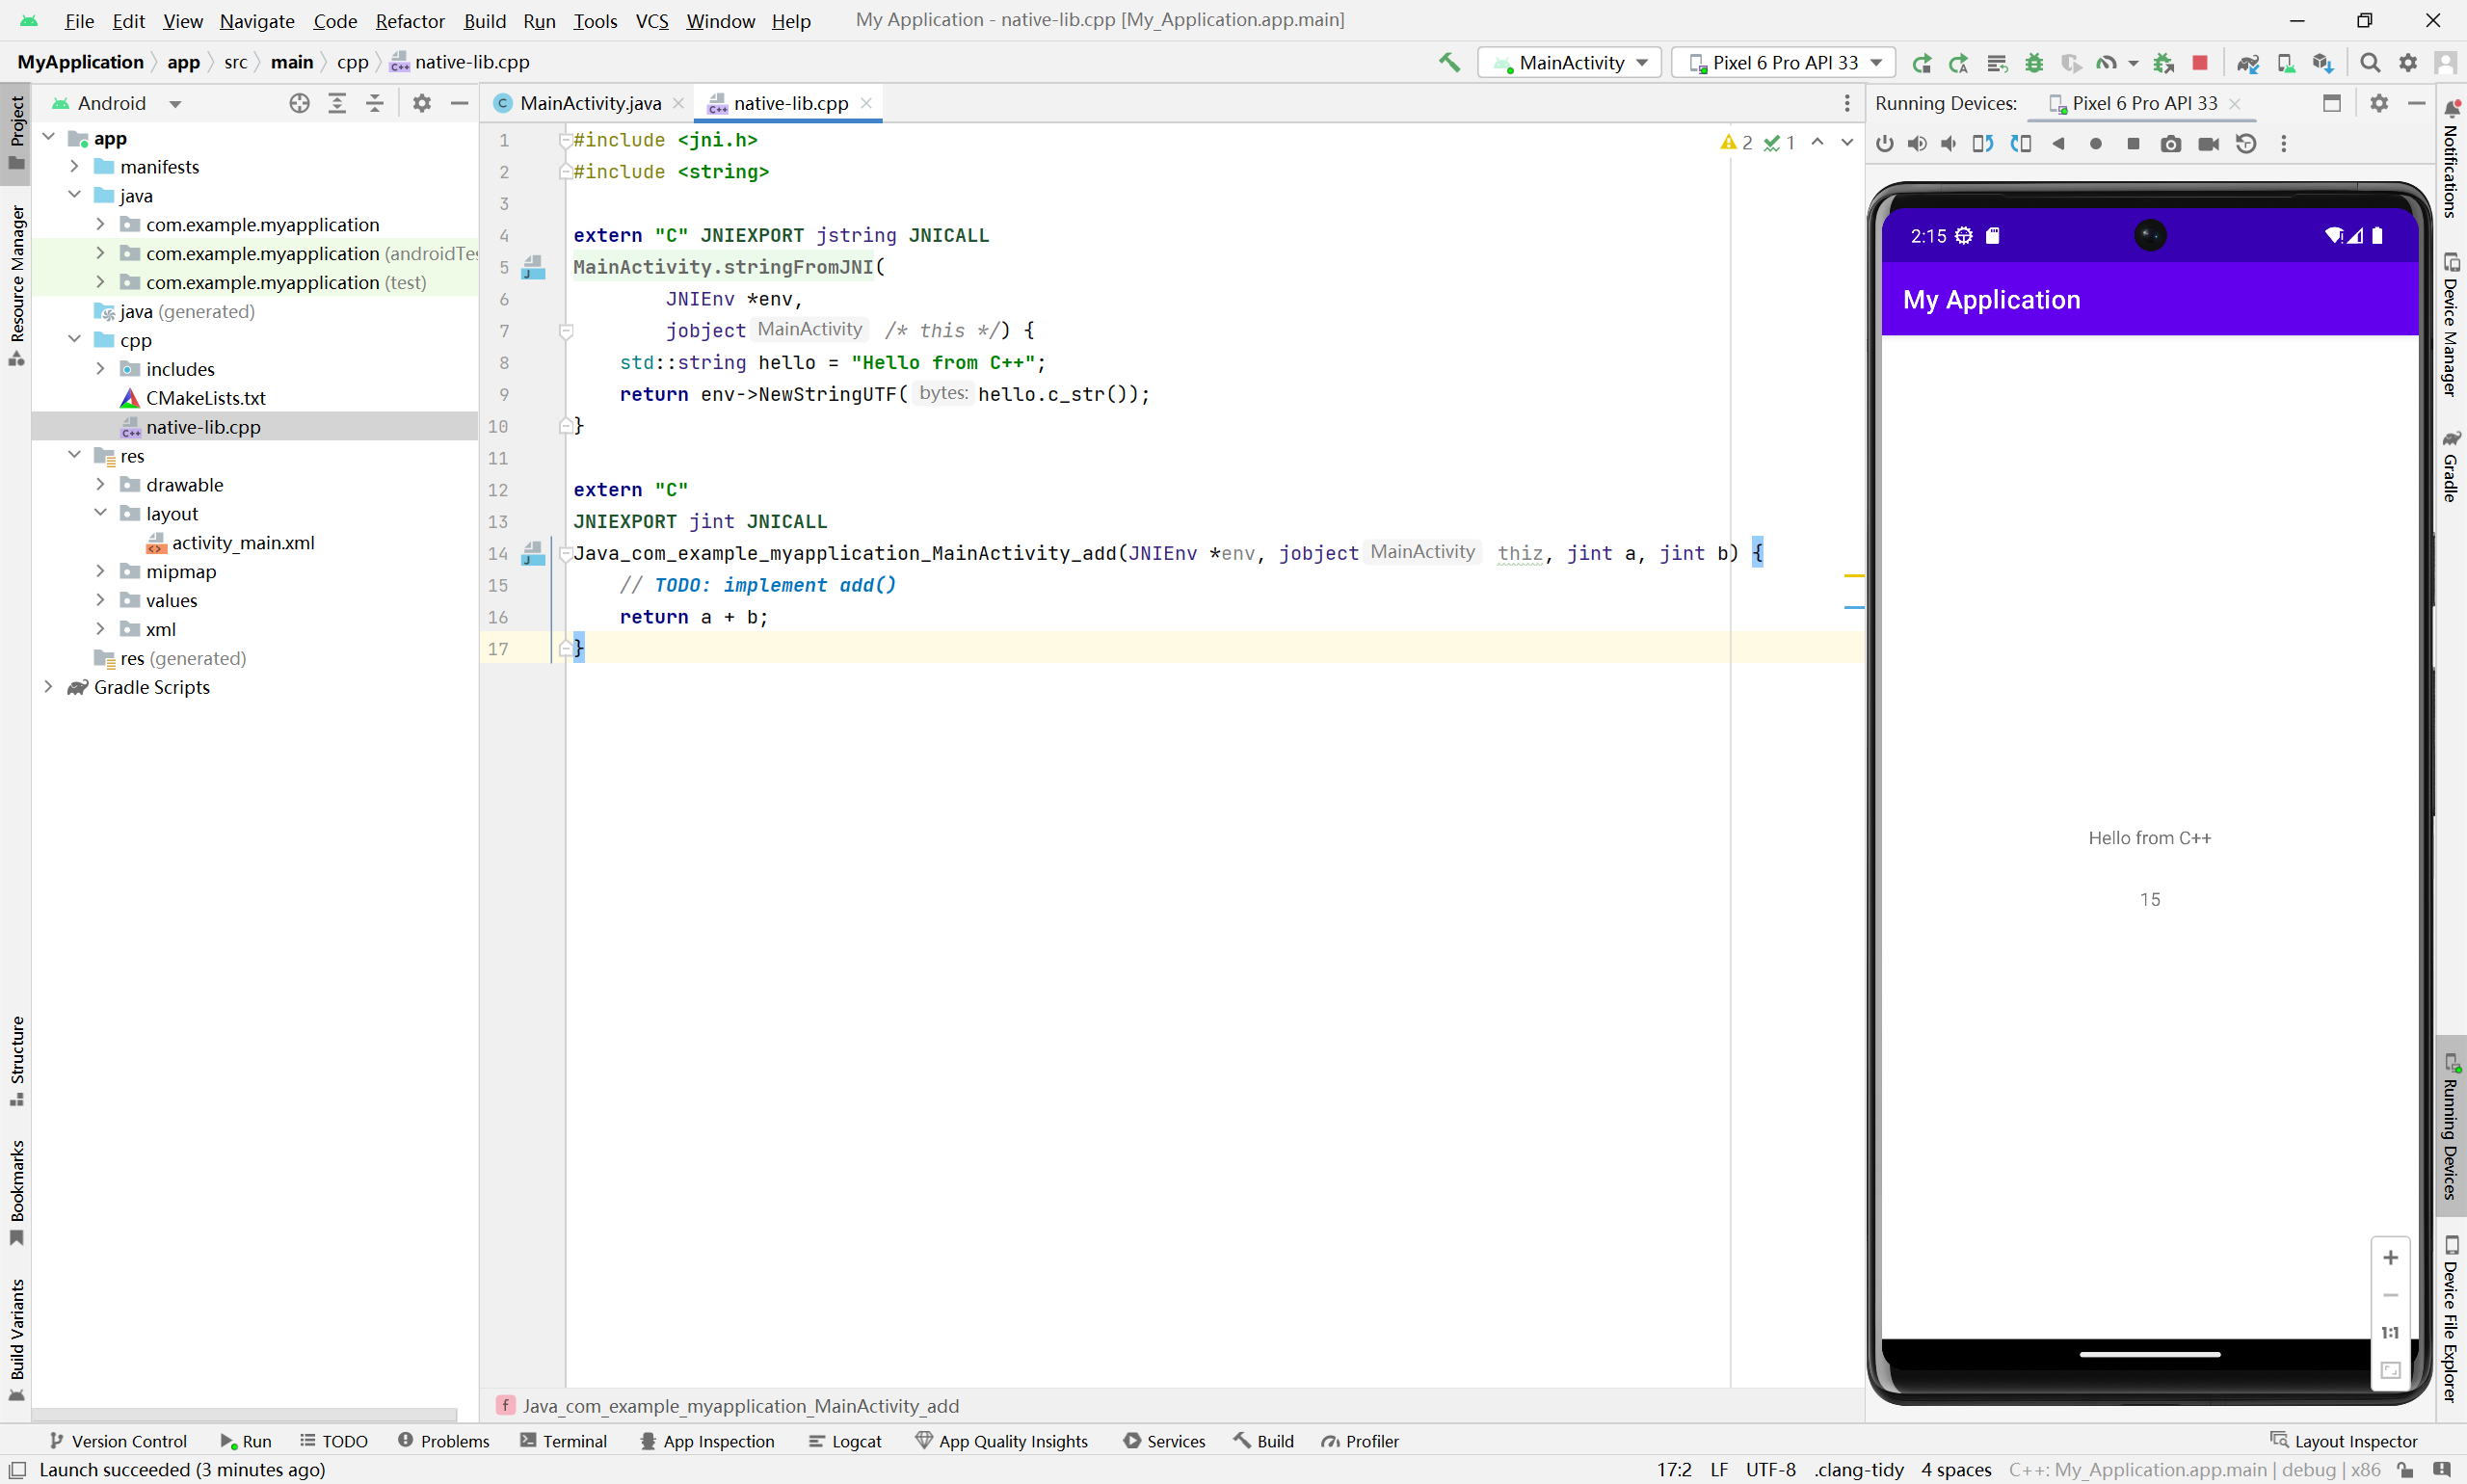 File Edit View Navigate Code Refactor Build Run Tools VCS Window Help My Application - native-lib.cpp [My_Application.app.main]
MyApplication app src main cpp native-lib.cpp MainActivity Pixel 6 Pro API 33
Project
Resource Manager
Structure
Bookmarks
Build Variants
Android
app
manifests
java
com.example.myapplication
com.example.myapplication (androidTes
com.example.myapplication (test)
java (generated)
cpp
includes
CMakeLists.txt
native-lib.cpp
res
drawable
layout
activity_main.xml
mipmap
values
xml
res (generated)
Gradle Scripts
MainActivity.java native-lib.cpp
2 1
1 #include <jni.h>
2 #include <string>
3
4 extern "C" JNIEXPORT jstring JNICALL
5 MainActivity.stringFromJNI(
6 JNIEnv *env,
7 jobject MainActivity /* this */) {
8 std::string hello = "Hello from C++";
9 return env->NewStringUTF( bytes: hello.c_str());
10 }
11
12 extern "C"
13 JNIEXPORT jint JNICALL
14 Java_com_example_myapplication_MainActivity_add(JNIEnv *env, jobject MainActivity thiz, jint a, jint b) {
15 // TODO: implement add()
16 return a + b;
17 }
f Java_com_example_myapplication_MainActivity_add
Running Devices: Pixel 6 Pro API 33
2:15
My Application
Hello from C++
15
1:1
Notifications
Device Manager
Gradle
Running Devices
Device File Explorer
Version Control Run TODO Problems Terminal App Inspection Logcat App Quality Insights Services Build Profiler Layout Inspector
Launch succeeded (3 minutes ago) 17:2 LF UTF-8 .clang-tidy 4 spaces C++: My_Application.app.main | debug | x86